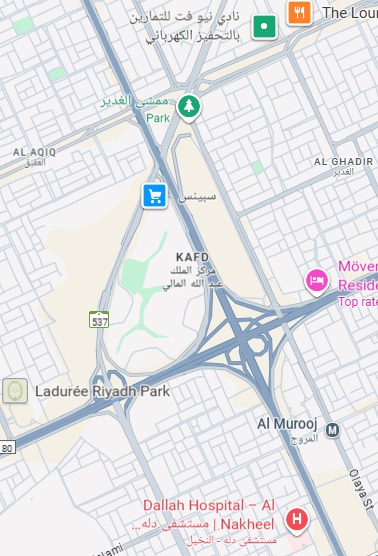 نادي نيو فت للتمارين
بالتحفيز الكهربائي
The Lou
ممشى الغدير
Park
AL AQIQ
العقيق
AL GHADIR
الغدير
سبينس
KAFD
مركز الملك
عبد الله المالي
Möver
Reside
Top rate
537
Ladurée Riyadh Park
80
Al Murooj
M
المروج
Olaya St
Dallah Hospital – Al
Nakheel | مستشفى دله...
مستشفى دله - النخيل
H